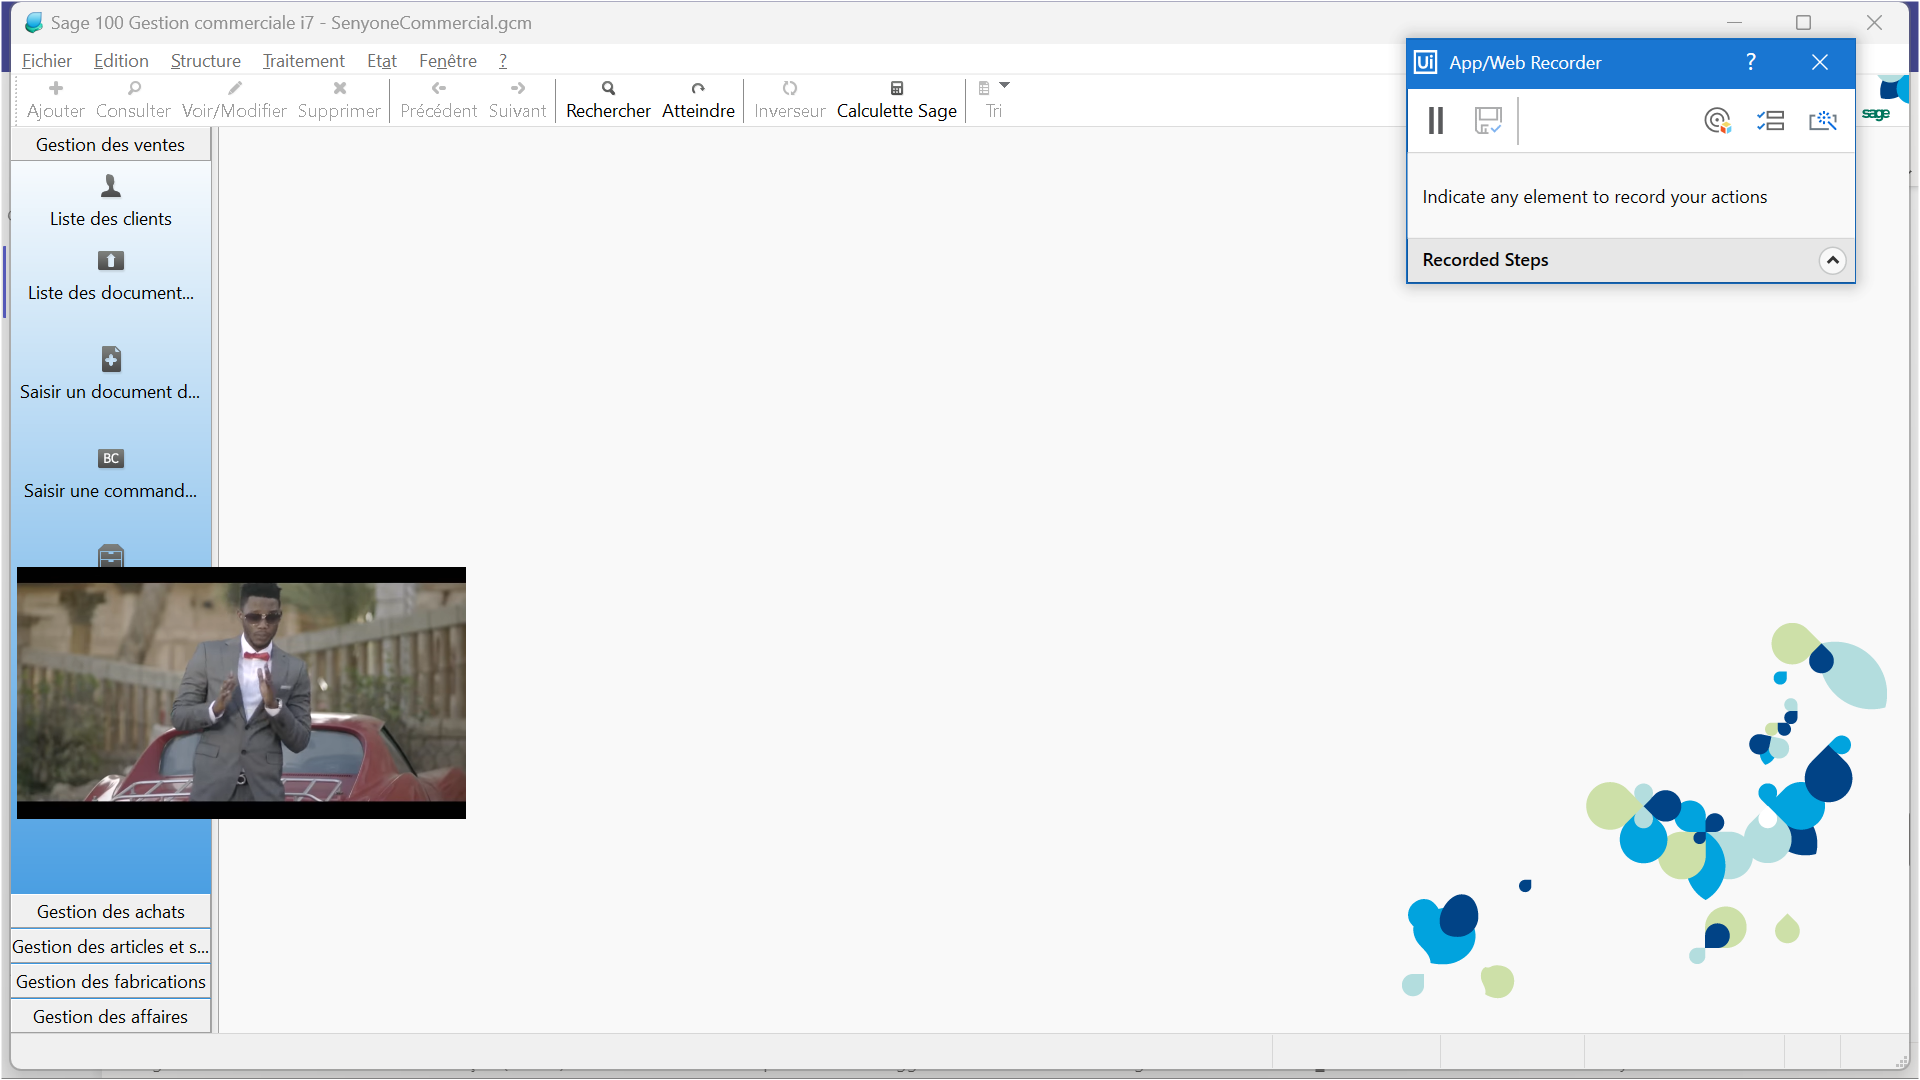 Sage 100 Gestion commerciale i7 - SenyoneCommercial.gcm
Fichier Edition Structure Traitement Etat Fenêtre ?
Ajouter Consulter Voir/Modifier Supprimer Précédent Suivant Rechercher Atteindre Inverseur Calculette Sage Tri
Gestion des ventes
Liste des clients
Liste des document...
Saisir un document d...
BC
Saisir une command...
Gestion des achats
Gestion des articles et s...
Gestion des fabrications
Gestion des affaires
Ui App/Web Recorder ?
sage
Indicate any element to record your actions
Recorded Steps